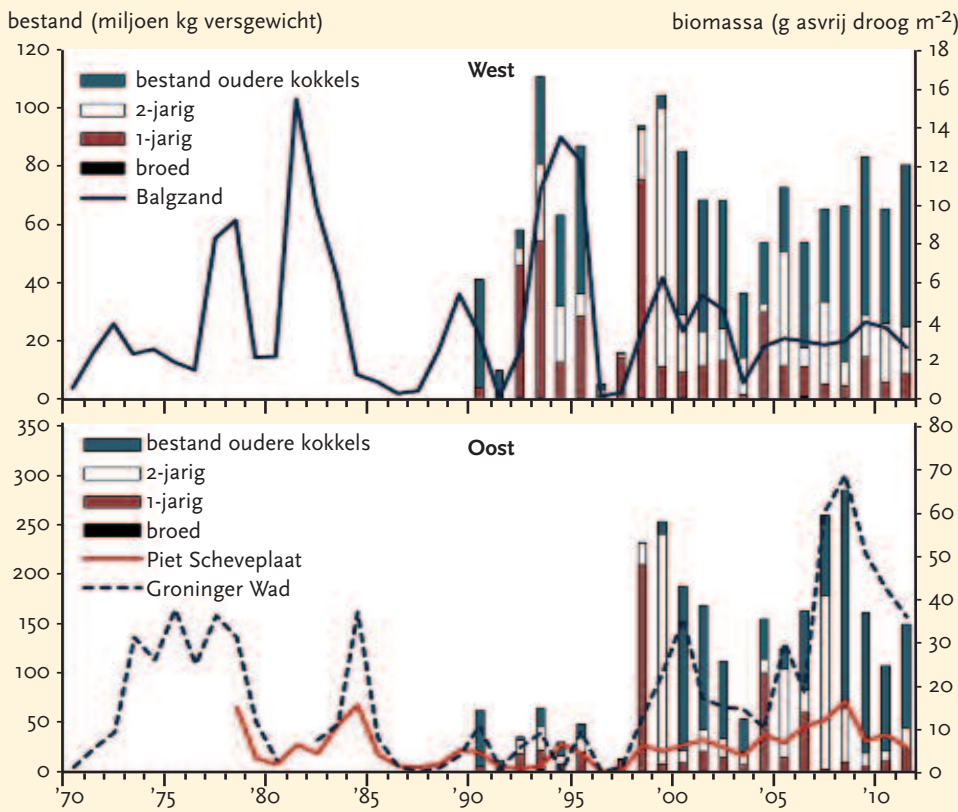 bestand (miljoen kg versgewicht)
biomassa (g asvrij droog m-2)
West
bestand oudere kokkels
2-jarig
1-jarig
broed
Balgzand
120
100
80
60
40
20
0
18
16
14
12
10
8
6
4
2
0
Oost
bestand oudere kokkels
2-jarig
1-jarig
broed
Piet Scheveplaat
Groninger Wad
350
300
250
200
150
100
50
0
80
70
60
50
40
30
20
10
0
'70 '75 '80 '85 '90 '95 '00 '05 '10